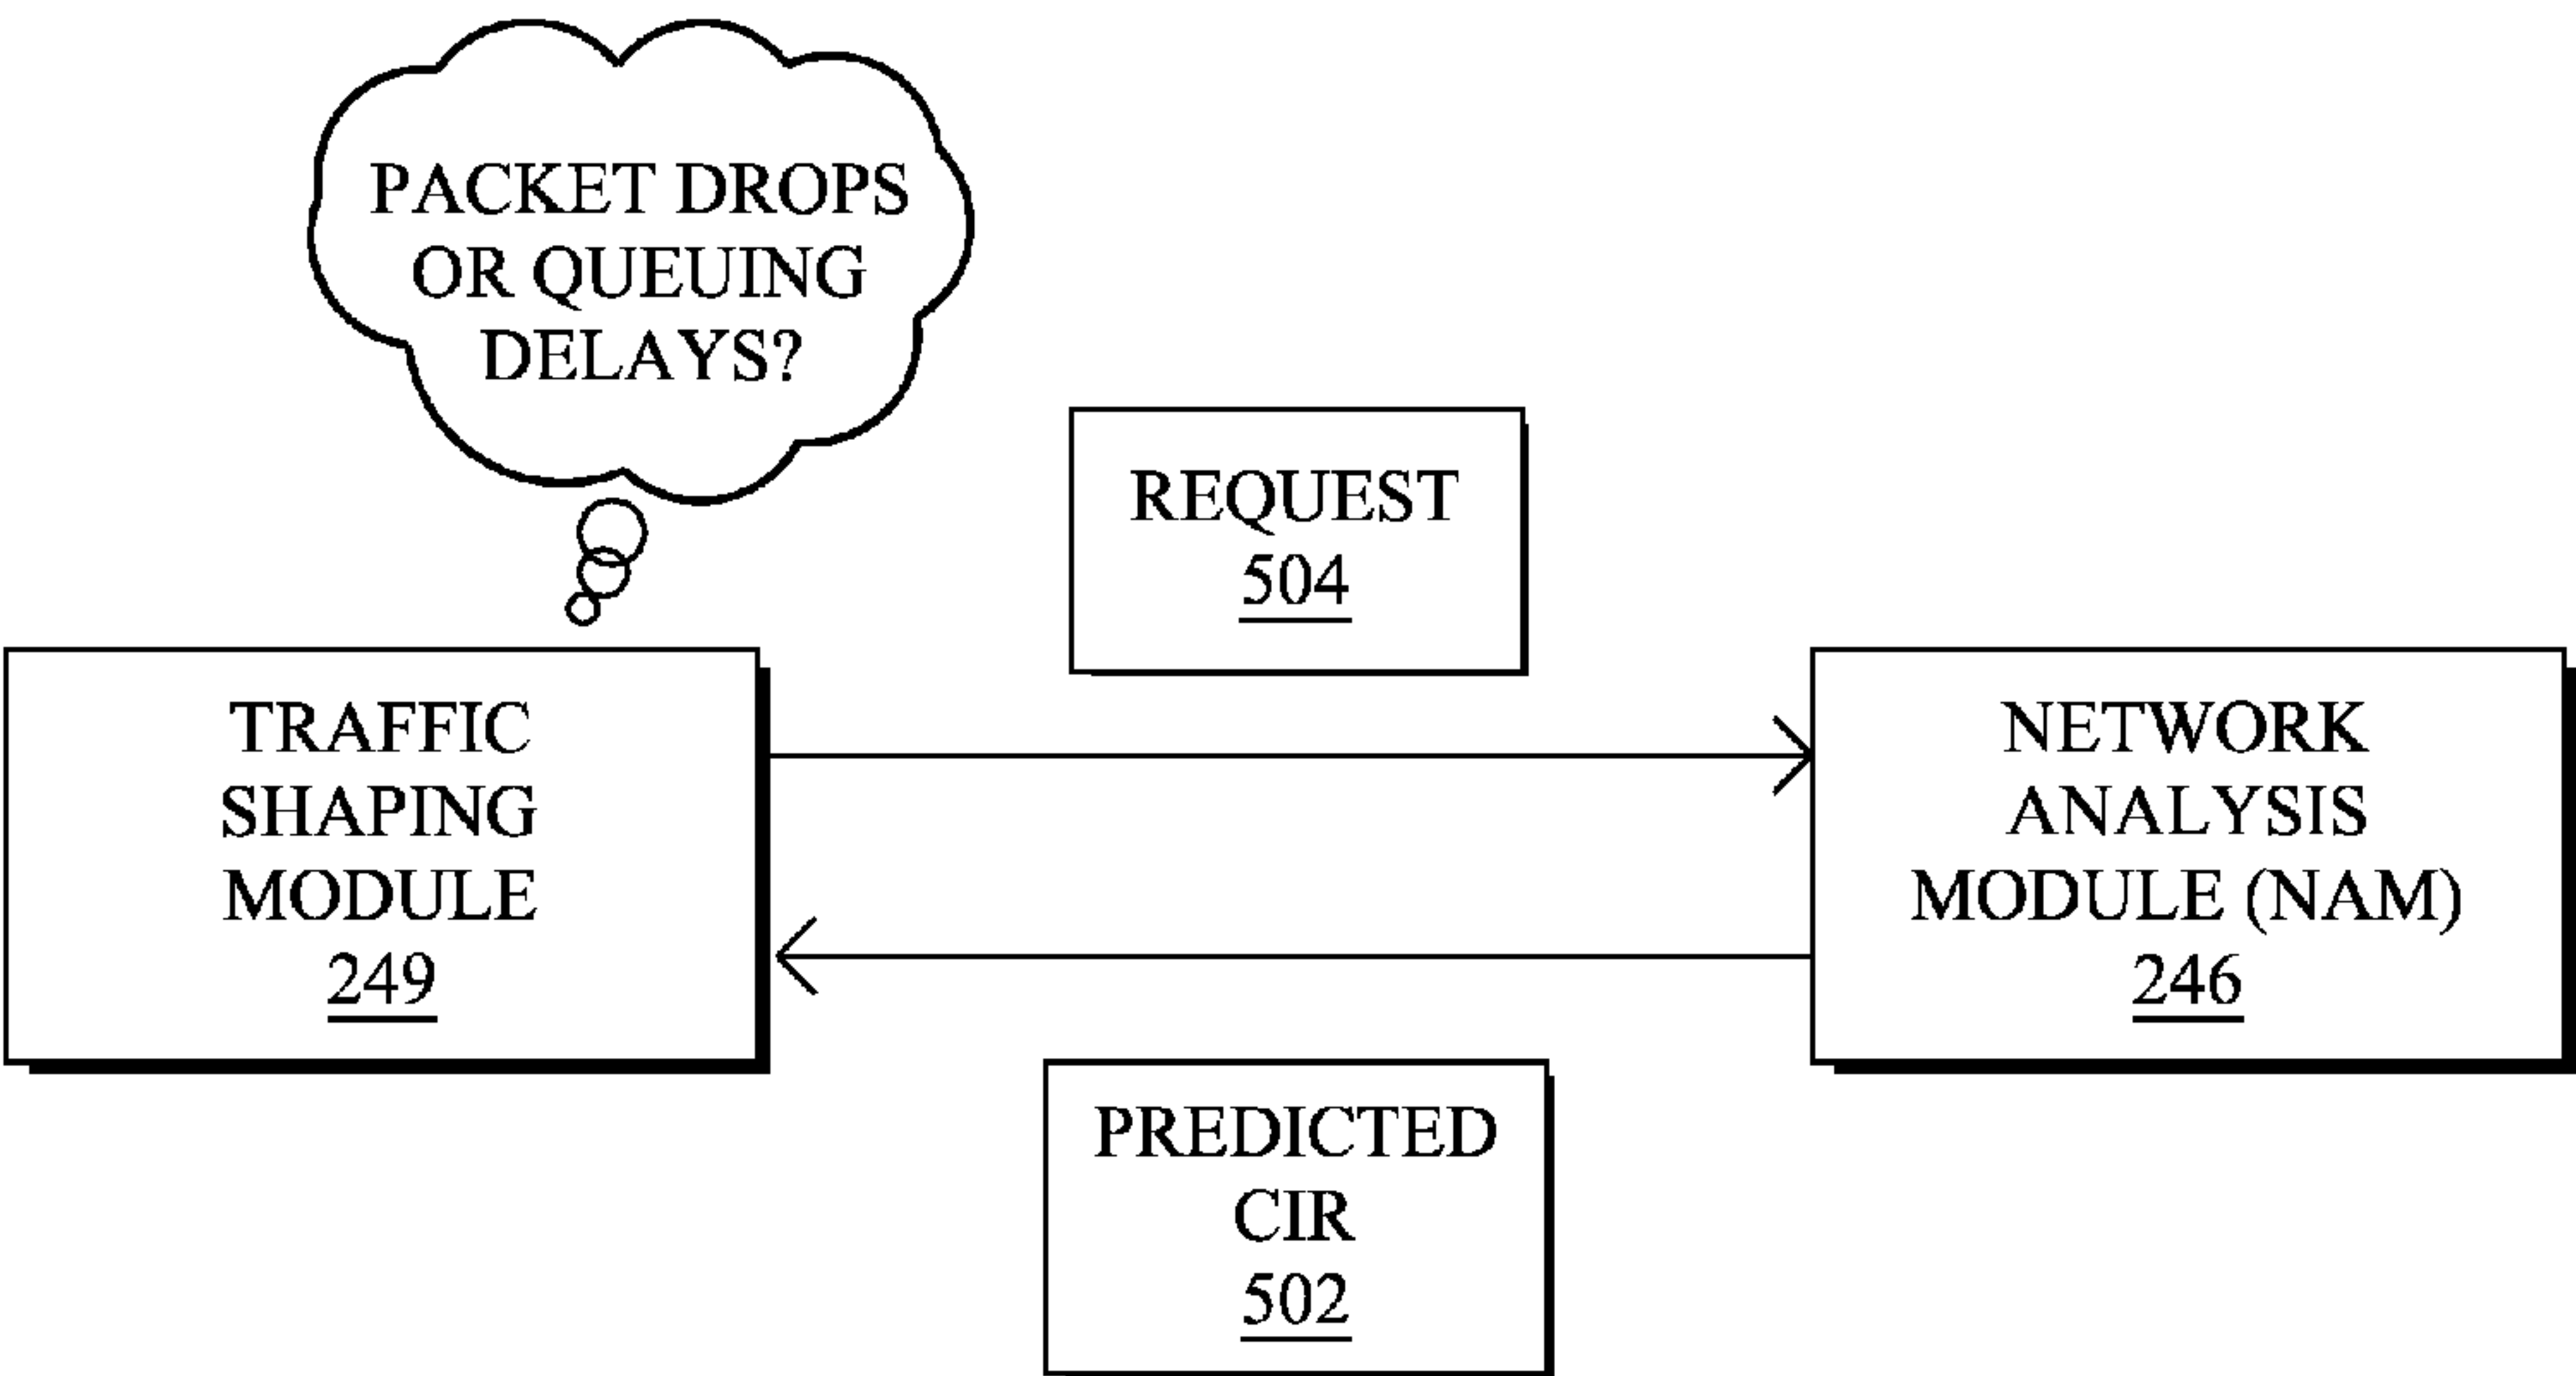 PACKET DROPS
OR QUEUING
DELAYS?
REQUEST
504
TRAFFIC
SHAPING
MODULE
249
NETWORK
ANALYSIS
MODULE (NAM)
246
PREDICTED
CIR
502